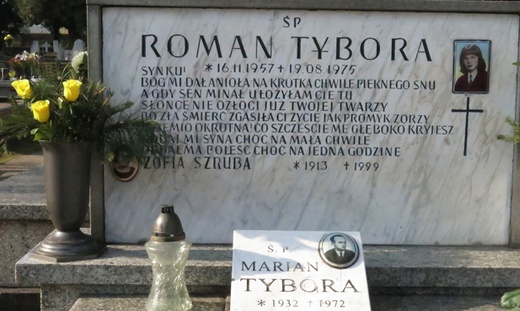 ŚP
ROMAN TYBORA
SYNKU *16.11 1957 +19.08 1975
BÓG MI DAŁ ANIOŁA NA KRÓTKĄ CHWILĘ PIĘKNEGO SNU
A GDY SEN MINĄŁ UŁOŻYŁAM CIĘ TU
SŁOŃCE NIE OZŁOCI JUŻ TWOJEJ TWARZY
BO ZŁA ŚMIERĆ ZGASIŁA CI ŻYCIE JAK PROMYK ZORZY
ZIEMIO OKRUTNA! CO SZCZĘŚCIE ME GŁĘBOKO KRYJESZ
MI SYNA CHOĆ NA MAŁĄ CHWILĘ
CHOĆ NA JEDNĄ GODZINĘ
ZOFIA SZRUBA *1913 +1999
Ś.P.
MARIAN
TYBORA
*1932 +1972